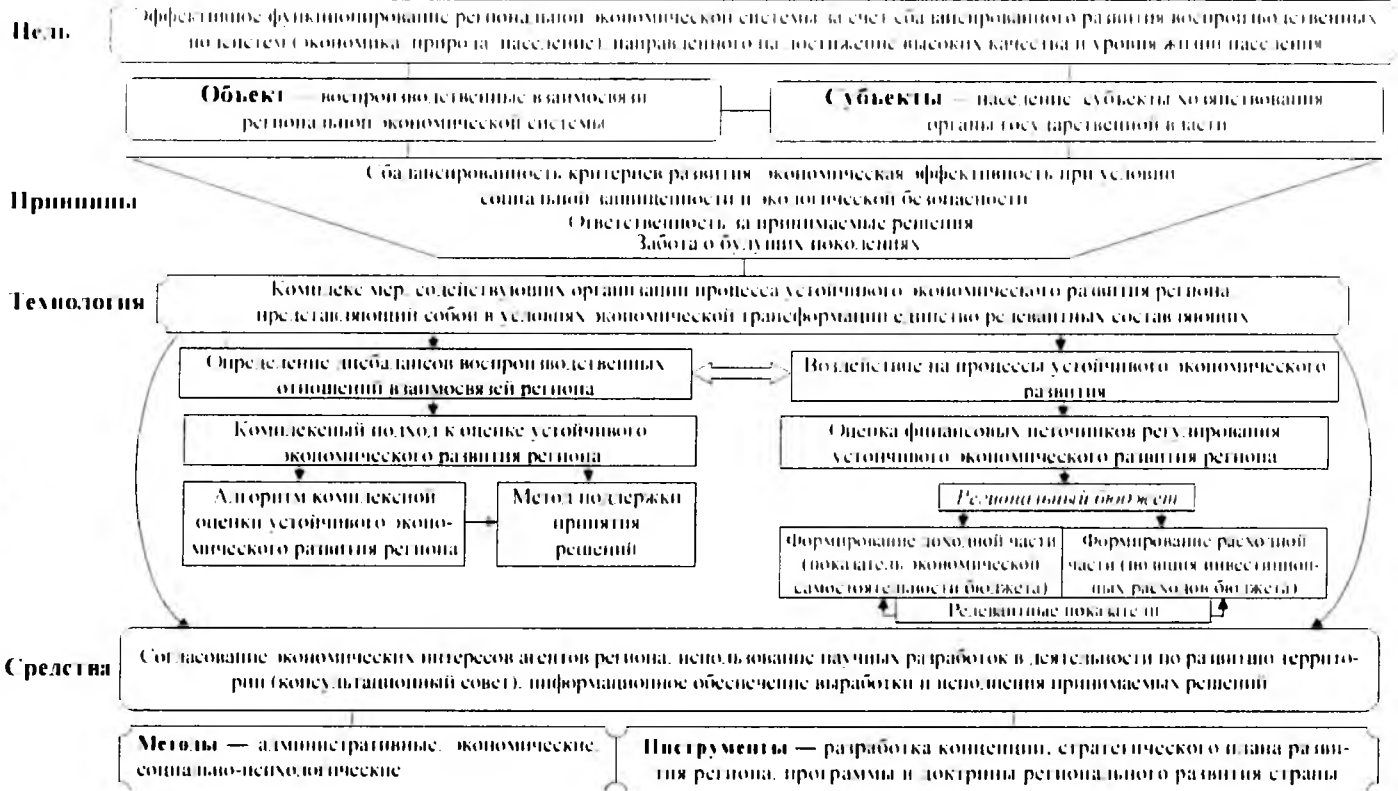 Цель
Эффективное функционирование региональной экономической системы за счет сбалансированного развития воспроизводственных
подсистем (экономика, природа, население), направленного на достижение высоких качества и уровня жизни населения
Объект — воспроизводственные взаимосвязи
региональной экономической системы
Субъекты — население, субъекты хозяйствования
органы государственной власти
Принципы
Сбалансированность критериев развития экономическая эффективность при условии
социальной защищенности и экологической безопасности
Ответственность за принимаемые решения
Забота о будущих поколениях
Технология
Комплекс мер, содействующих организации процесса устойчивого экономического развития региона,
представляющий собой в условиях экономической трансформации единство релевантных составляющих
Определение дисбалансов воспроизводственных
отношений взаимосвязей региона
Воздействие на процессы устойчивого экономического
развития
Комплексный подход к оценке устойчивого
экономического развития региона
Оценка финансовых источников регулирования
устойчивого экономического развития региона
Алгоритм комплексной
оценки устойчивого эконо-
мического развития региона
Метод поддержки
принятия
решений
Региональный бюджет
Формирование доходной части
(показатель экономической
самостоятельности бюджета)
Формирование расходной
части (позиция инвестицион-
ных расходов бюджета)
Релевантные показатели
Средства
Согласование экономических интересов агентов региона, использование научных разработок в деятельности по развитию террито-
рии (консультационный совет), информационное обеспечение выработки и исполнения принимаемых решений
Методы — административные, экономические,
социально-психологические
Инструменты — разработка концепции, стратегического плана разви-
тия региона, программы и доктрины регионального развития страны